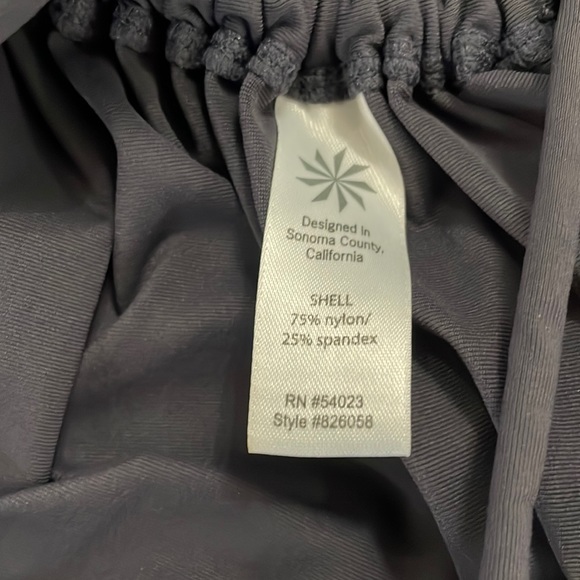 Designed in
Sonoma County,
California
SHELL
75% nylon/
25% spandex
RN #54023
Style #826058